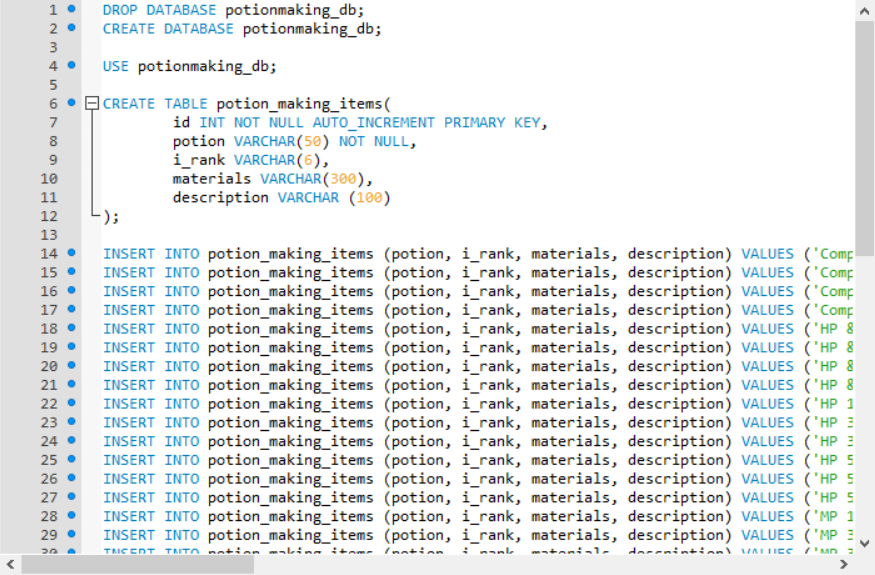 1 DROP DATABASE potionmaking_db;
2 CREATE DATABASE potionmaking_db;
3
4 USE potionmaking_db;
5
6 CREATE TABLE potion_making_items(
7 id INT NOT NULL AUTO_INCREMENT PRIMARY KEY,
8 potion VARCHAR(50) NOT NULL,
9 i_rank VARCHAR(6),
10 materials VARCHAR(300),
11 description VARCHAR (100)
12 );
13
14 INSERT INTO potion_making_items (potion, i_rank, materials, description) VALUES ('Comp
15 INSERT INTO potion_making_items (potion, i_rank, materials, description) VALUES ('Comp
16 INSERT INTO potion_making_items (potion, i_rank, materials, description) VALUES ('Comp
17 INSERT INTO potion_making_items (potion, i_rank, materials, description) VALUES ('Comp
18 INSERT INTO potion_making_items (potion, i_rank, materials, description) VALUES ('HP &
19 INSERT INTO potion_making_items (potion, i_rank, materials, description) VALUES ('HP &
20 INSERT INTO potion_making_items (potion, i_rank, materials, description) VALUES ('HP &
21 INSERT INTO potion_making_items (potion, i_rank, materials, description) VALUES ('HP &
22 INSERT INTO potion_making_items (potion, i_rank, materials, description) VALUES ('HP 1
23 INSERT INTO potion_making_items (potion, i_rank, materials, description) VALUES ('HP 3
24 INSERT INTO potion_making_items (potion, i_rank, materials, description) VALUES ('HP 3
25 INSERT INTO potion_making_items (potion, i_rank, materials, description) VALUES ('HP 5
26 INSERT INTO potion_making_items (potion, i_rank, materials, description) VALUES ('HP 5
27 INSERT INTO potion_making_items (potion, i_rank, materials, description) VALUES ('HP 5
28 INSERT INTO potion_making_items (potion, i_rank, materials, description) VALUES ('MP 1
29 INSERT INTO potion_making_items (potion, i_rank, materials, description) VALUES ('MP 3
30 INSERT INTO potion_making_items (potion, i_rank, materials, description) VALUES ('MP 3